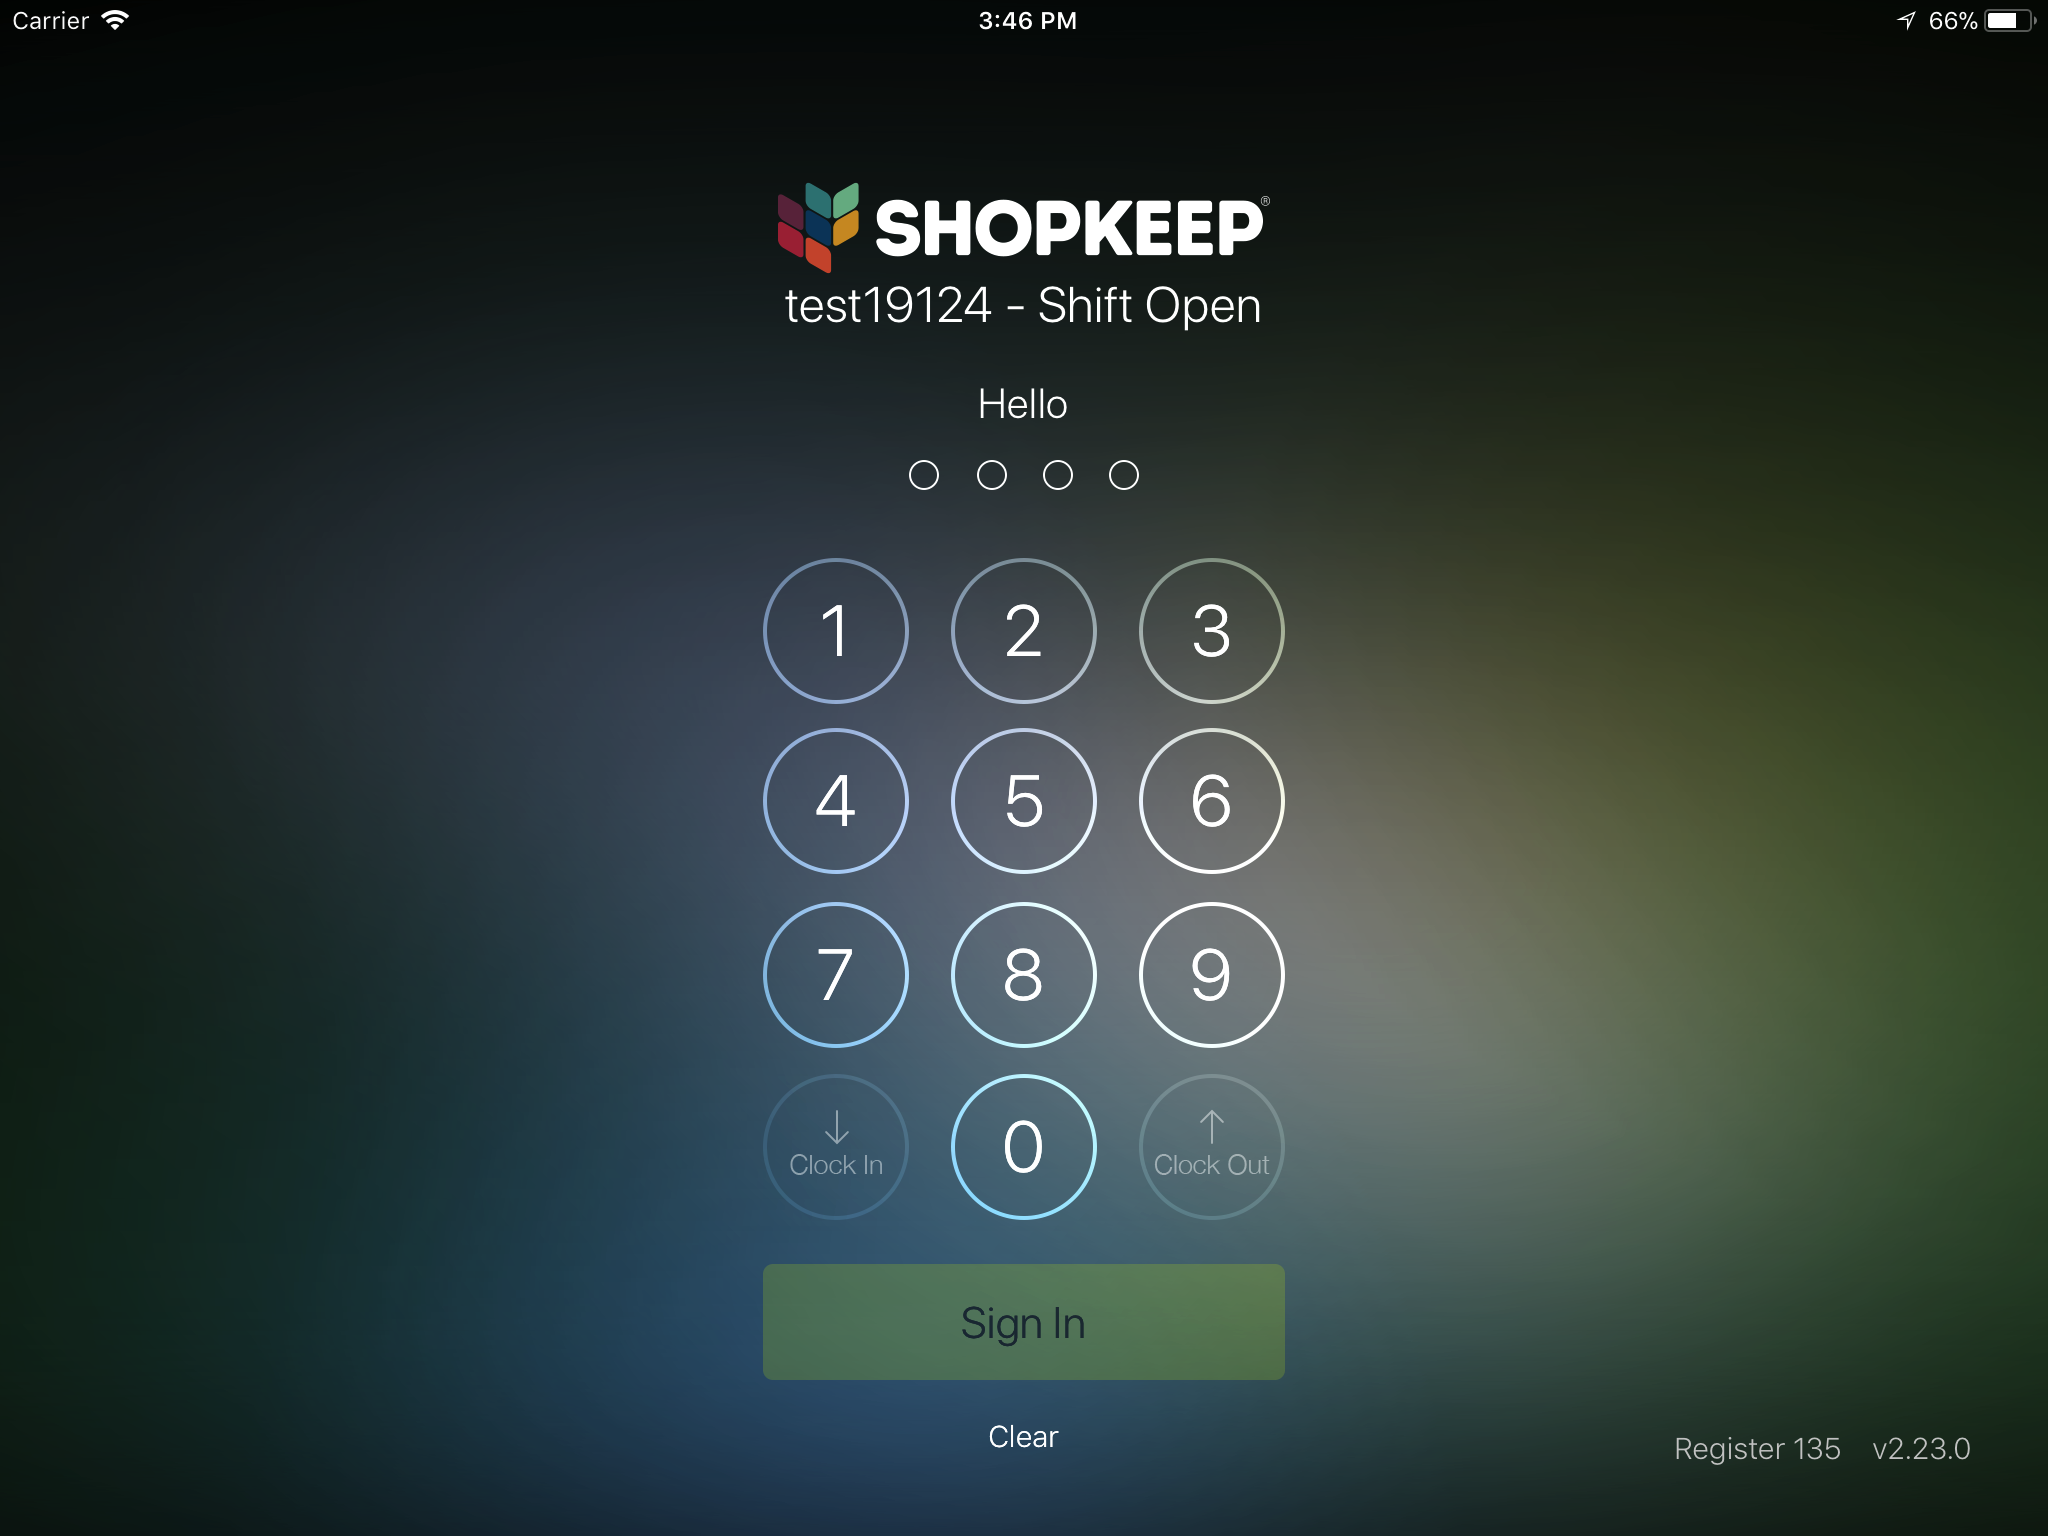 Carrier 3:46 PM 66%
SHOPKEEP®
test19124 - Shift Open
Hello
1 2 3
4 5 6
7 8 9
Clock In 0 Clock Out
Sign In
Clear
Register 135 v2.23.0